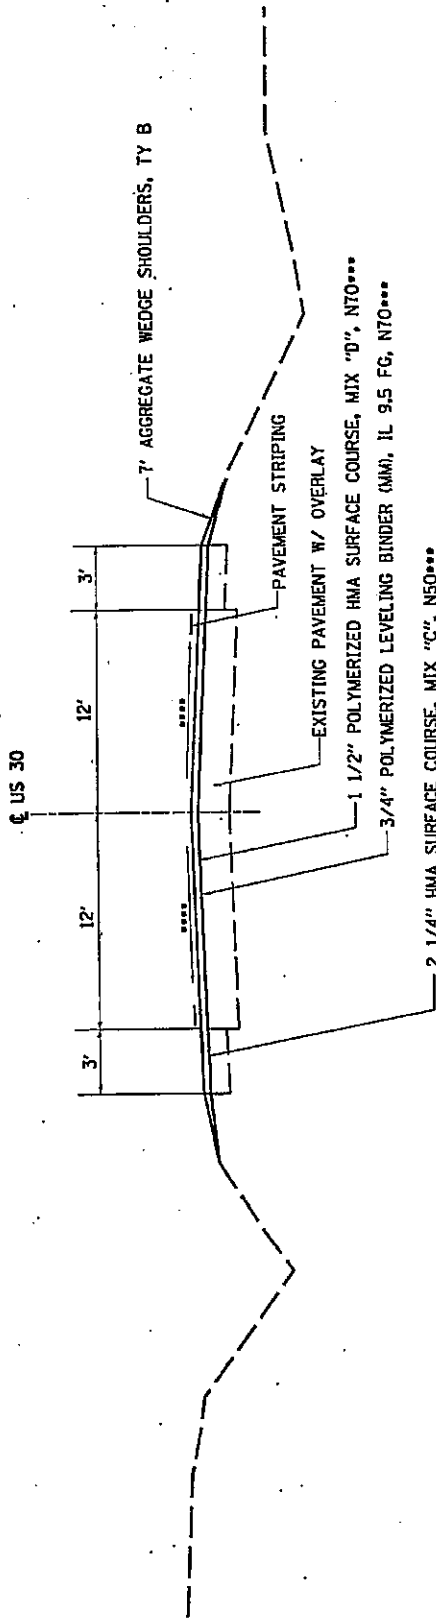 ℄ US 30
3'
12'
12'
3'
7' AGGREGATE WEDGE SHOULDERS, TY B
****
****
PAVEMENT STRIPING
EXISTING PAVEMENT W/ OVERLAY
1 1/2" POLYMERIZED HMA SURFACE COURSE, MIX "D", N70***
3/4" POLYMERIZED LEVELING BINDER (MM), IL 9.5 FG, N70***
2 1/4" HMA SURFACE COURSE, MIX "C", N50***